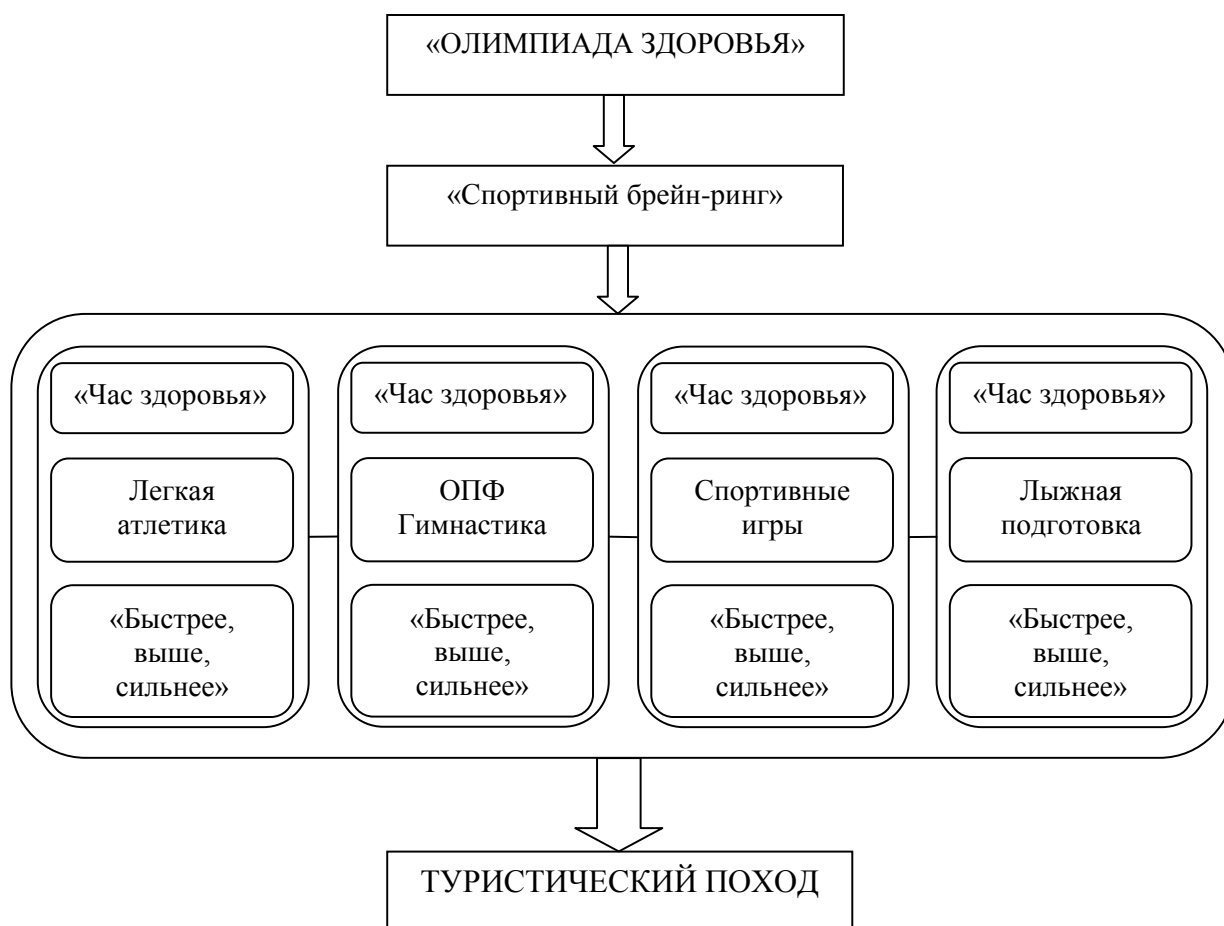 «ОЛИМПИАДА ЗДОРОВЬЯ»
«Спортивный брейн-ринг»
«Час здоровья»
Легкая
атлетика
«Быстрее,
выше,
сильнее»
«Час здоровья»
ОПФ
Гимнастика
«Быстрее,
выше,
сильнее»
«Час здоровья»
Спортивные
игры
«Быстрее,
выше,
сильнее»
«Час здоровья»
Лыжная
подготовка
«Быстрее,
выше,
сильнее»
ТУРИСТИЧЕСКИЙ ПОХОД